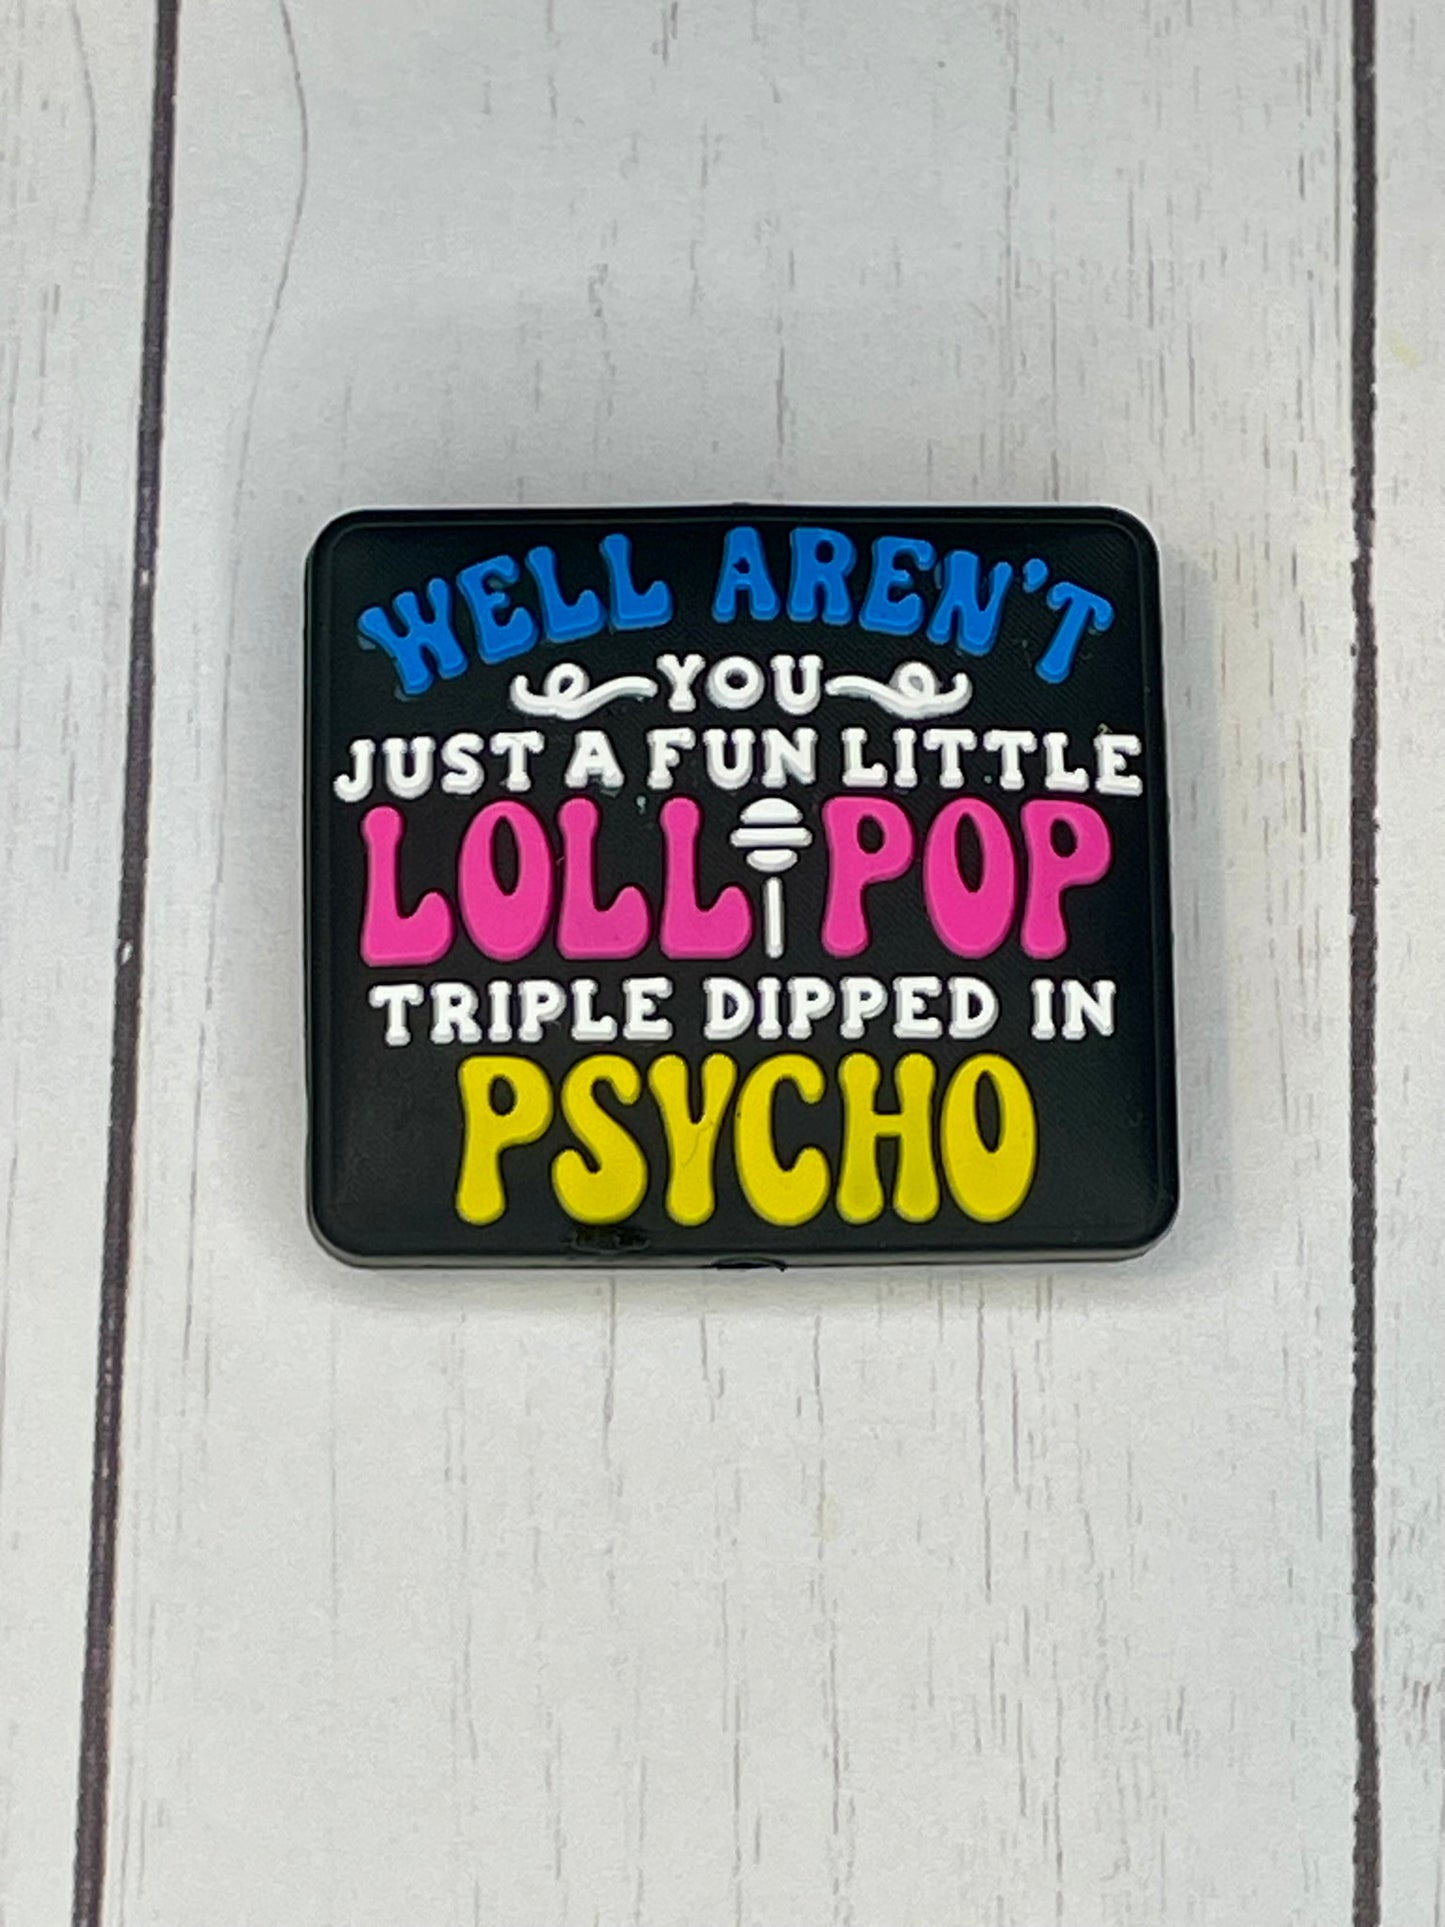 WELL AREN'T
YOU
JUST A FUN LITTLE
LOLLIPOP
TRIPLE DIPPED IN
PSYCHO